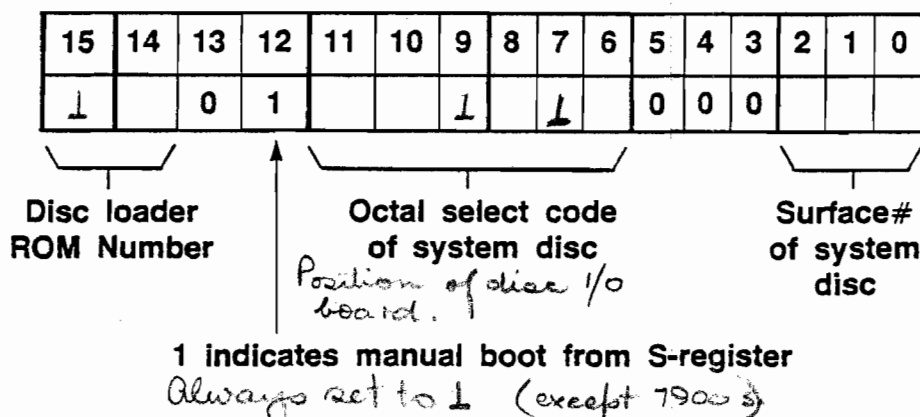 15 14 13 12 11 10 9 8 7 6 5 4 3 2 1 0
1 0 1 1 1 0 0 0
Disc loader Octal select code Surface#
ROM Number of system disc of system
Position of disc I/O disc
board.
1 indicates manual boot from S-register
Always set to 1 (except 7900s)